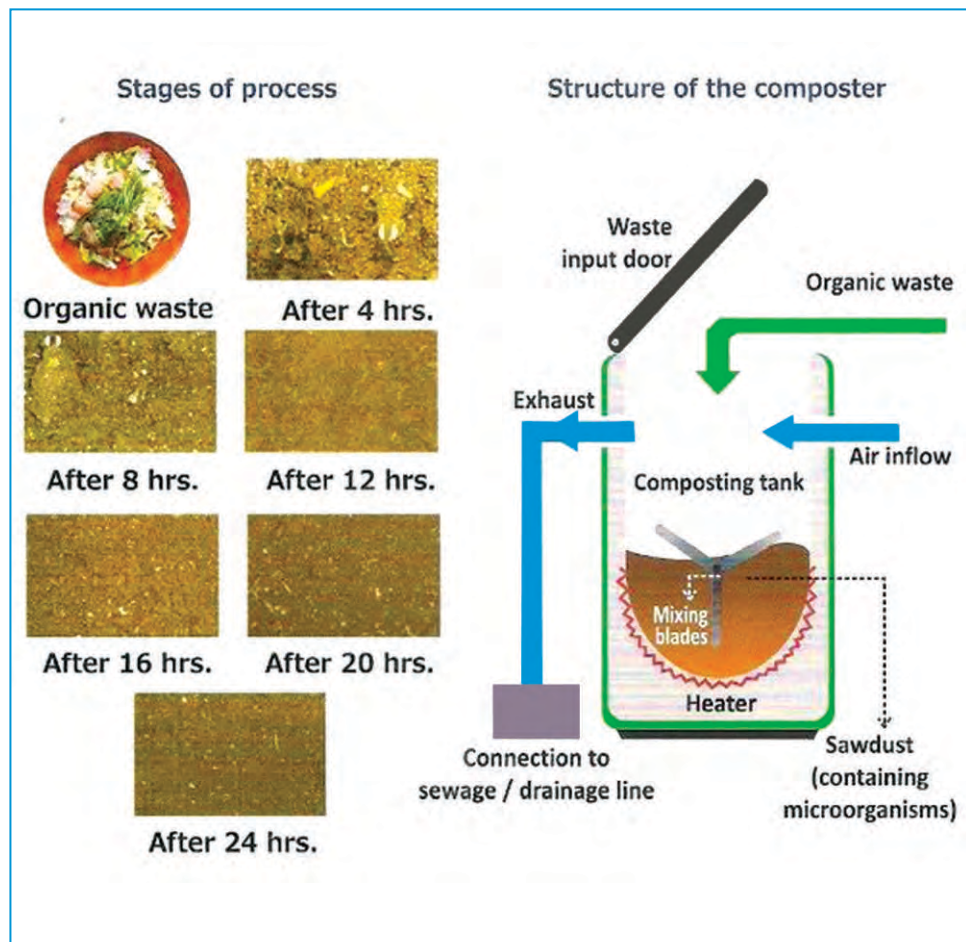 Stages of process
Organic waste
After 4 hrs.
After 8 hrs.
After 12 hrs.
After 16 hrs.
After 20 hrs.
After 24 hrs.
Structure of the composter
Waste
input door
Organic waste
Exhaust
Air inflow
Composting tank
Mixing
blades
Heater
Connection to
sewage / drainage line
Sawdust
(containing
microorganisms)